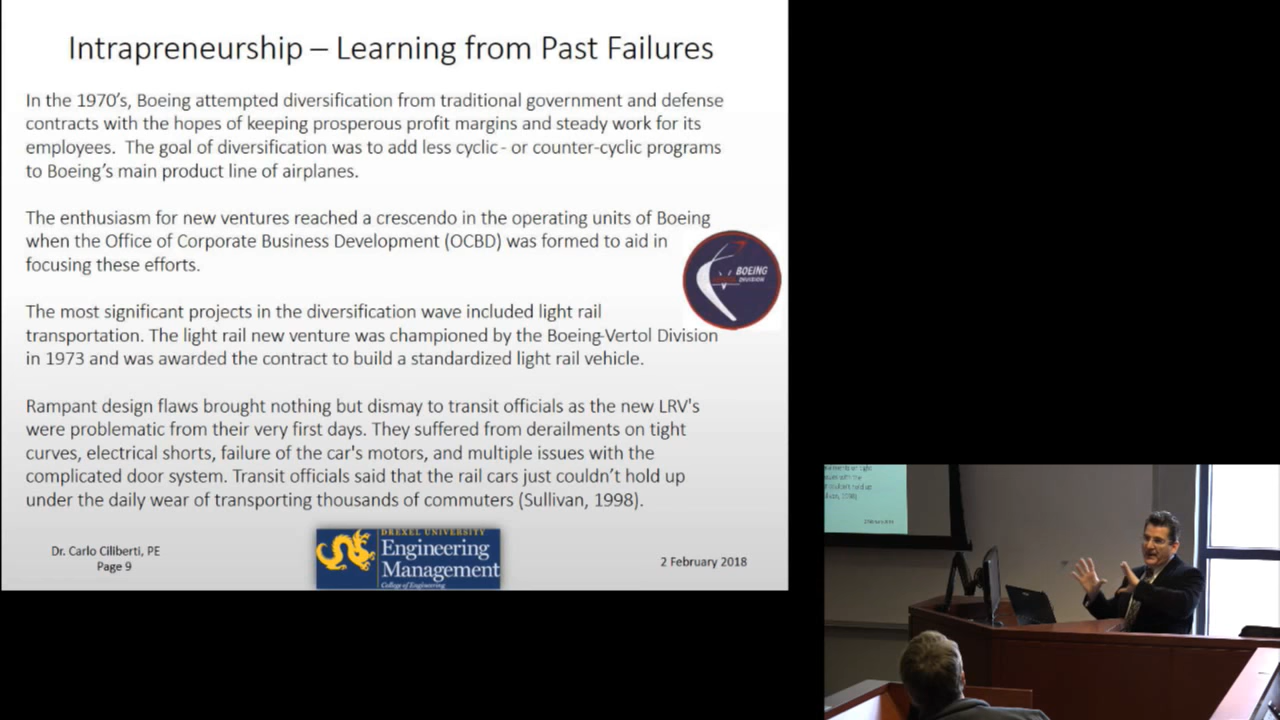 Intrapreneurship – Learning from Past Failures
In the 1970's, Boeing attempted diversification from traditional government and defense
contracts with the hopes of keeping prosperous profit margins and steady work for its
employees.  The goal of diversification was to add less cyclic - or counter-cyclic programs
to Boeing's main product line of airplanes.
The enthusiasm for new ventures reached a crescendo in the operating units of Boeing
when the Office of Corporate Business Development (OCBD) was formed to aid in
focusing these efforts.
BOEING
DIVISION
The most significant projects in the diversification wave included light rail
transportation. The light rail new venture was championed by the Boeing-Vertol Division
in 1973 and was awarded the contract to build a standardized light rail vehicle.
Rampant design flaws brought nothing but dismay to transit officials as the new LRV's
were problematic from their very first days. They suffered from derailments on tight
curves, electrical shorts, failure of the car's motors, and multiple issues with the
complicated door system. Transit officials said that the rail cars just couldn't hold up
under the daily wear of transporting thousands of commuters (Sullivan, 1998).
Dr. Carlo Ciliberti, PE
Page 9
DREXEL UNIVERSITY
Engineering
Management
College of Engineering
2 February 2018